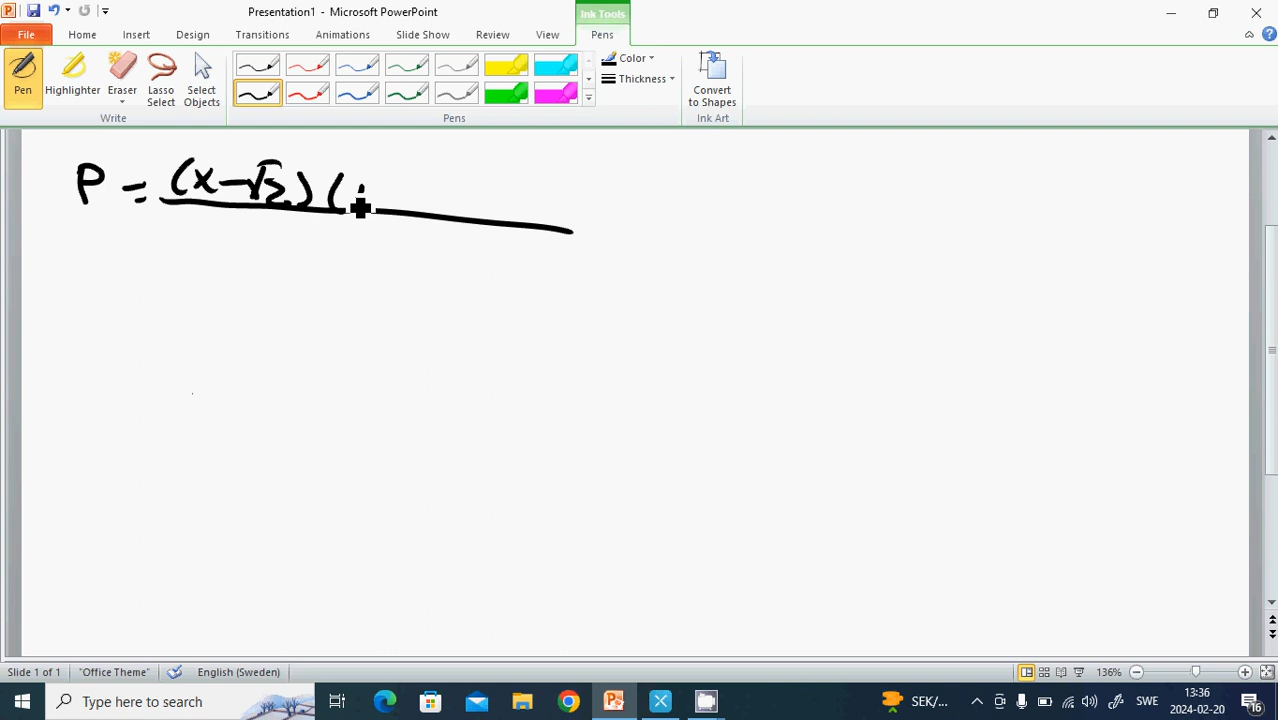 Presentation1 - Microsoft PowerPoint
Ink Tools
File Home Insert Design Transitions Animations Slide Show Review View Pens
Pen Highlighter Eraser Lasso Select Select Objects
Color
Thickness
Convert to Shapes
Write Pens Ink Art
P = (x-√2)(
Slide 1 of 1 "Office Theme" English (Sweden) 136%
Type here to search
SEK/... SWE 13:36 2024-02-20 16